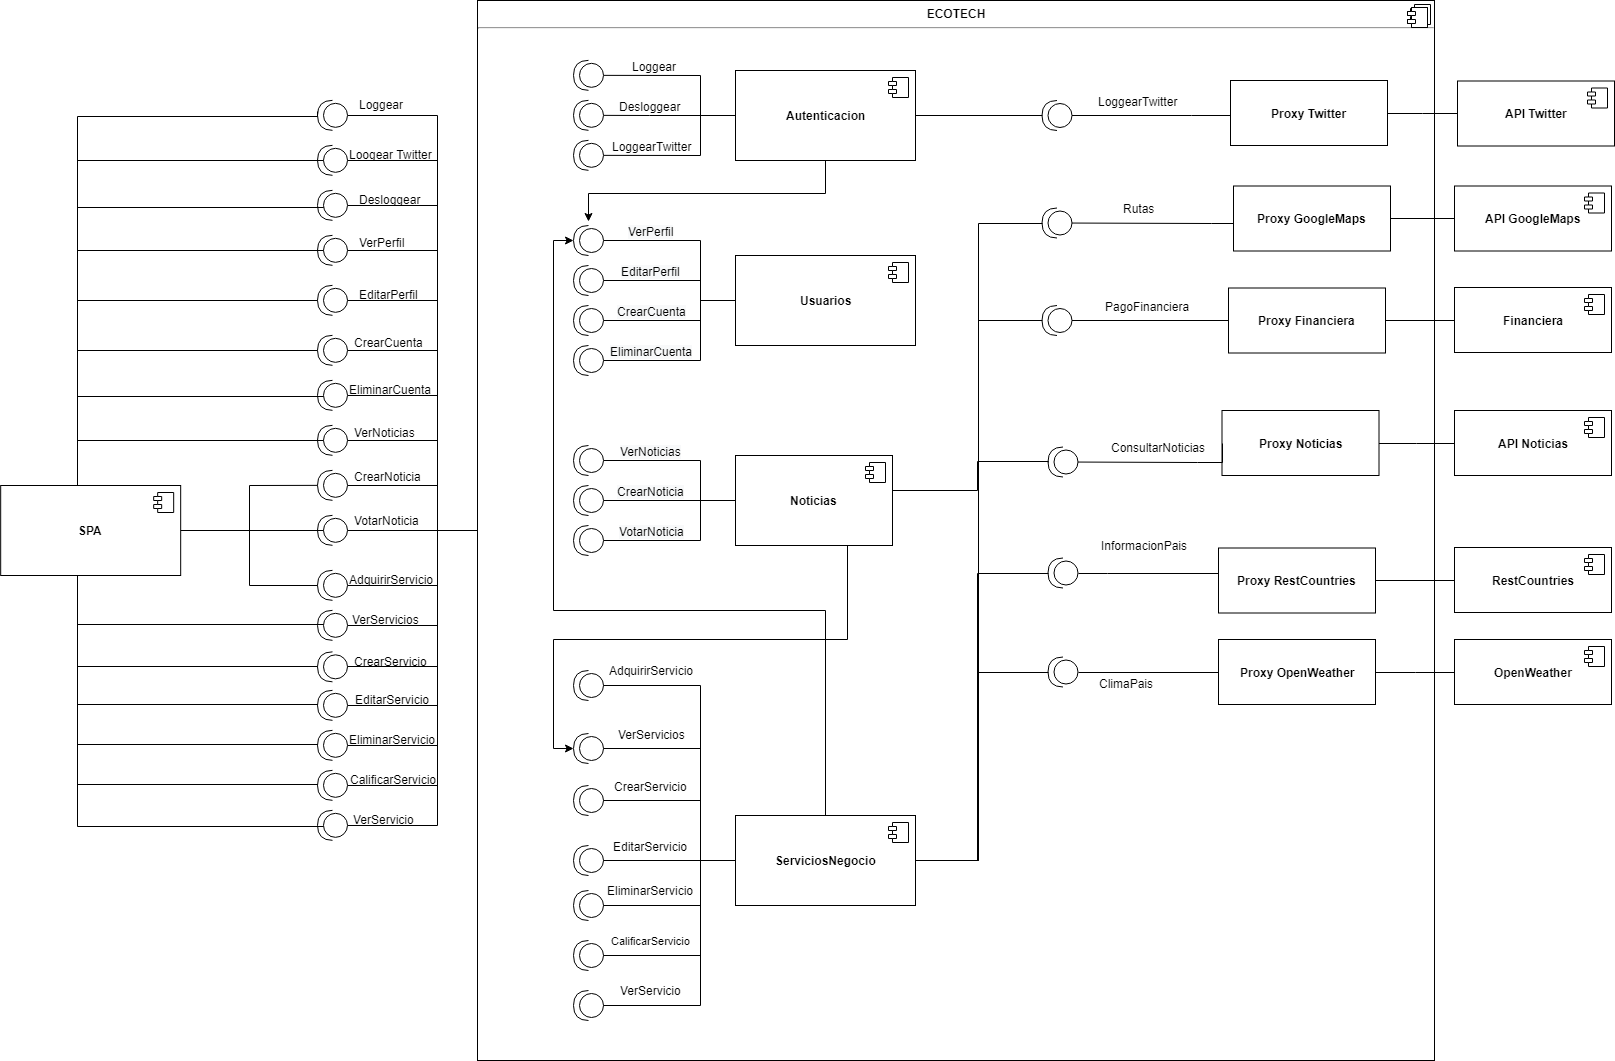 ECOTECH
Loggear
Loogear Twitter
Desloggear
VerPerfil
EditarPerfil
CrearCuenta
EliminarCuenta
VerNoticias
CrearNoticia
VotarNoticia
AdquirirServicio
VerServicios
CrearServicio
EditarServicio
EliminarServicio
CalificarServicio
VerServicio
SPA
Loggear
Desloggear
LoggearTwitter
Autenticacion
VerPerfil
EditarPerfil
CrearCuenta
EliminarCuenta
Usuarios
VerNoticias
CrearNoticia
VotarNoticia
Noticias
AdquirirServicio
VerServicios
CrearServicio
EditarServicio
EliminarServicio
CalificarServicio
VerServicio
ServiciosNegocio
LoggearTwitter
Proxy Twitter
API Twitter
Rutas
Proxy GoogleMaps
API GoogleMaps
PagoFinanciera
Proxy Financiera
Financiera
ConsultarNoticias
Proxy Noticias
API Noticias
InformacionPais
Proxy RestCountries
RestCountries
ClimaPais
Proxy OpenWeather
OpenWeather